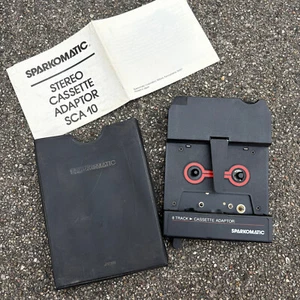 SPARKOMATIC
STEREO
CASSETTE
ADAPTOR
SCA 10
SPARKOMATIC
8 TRACK ▷ CASSETTE ADAPTOR
SPARKOMATIC